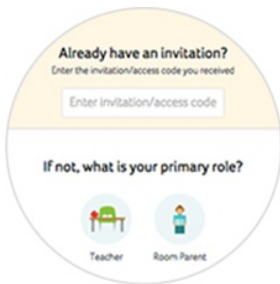 Already have an invitation?
Enter the invitation/access code you received
Enter invitation/access code
If not, what is your primary role?
Teacher
Room Parent